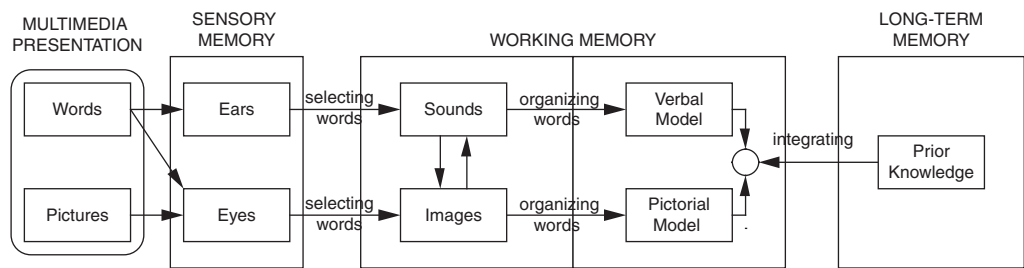 MULTIMEDIA
PRESENTATION
SENSORY
MEMORY
WORKING MEMORY
LONG-TERM
MEMORY
Words
Ears
selecting
words
Sounds
organizing
words
Verbal
Model
integrating
Prior
Knowledge
Pictures
Eyes
selecting
words
Images
organizing
words
Pictorial
Model